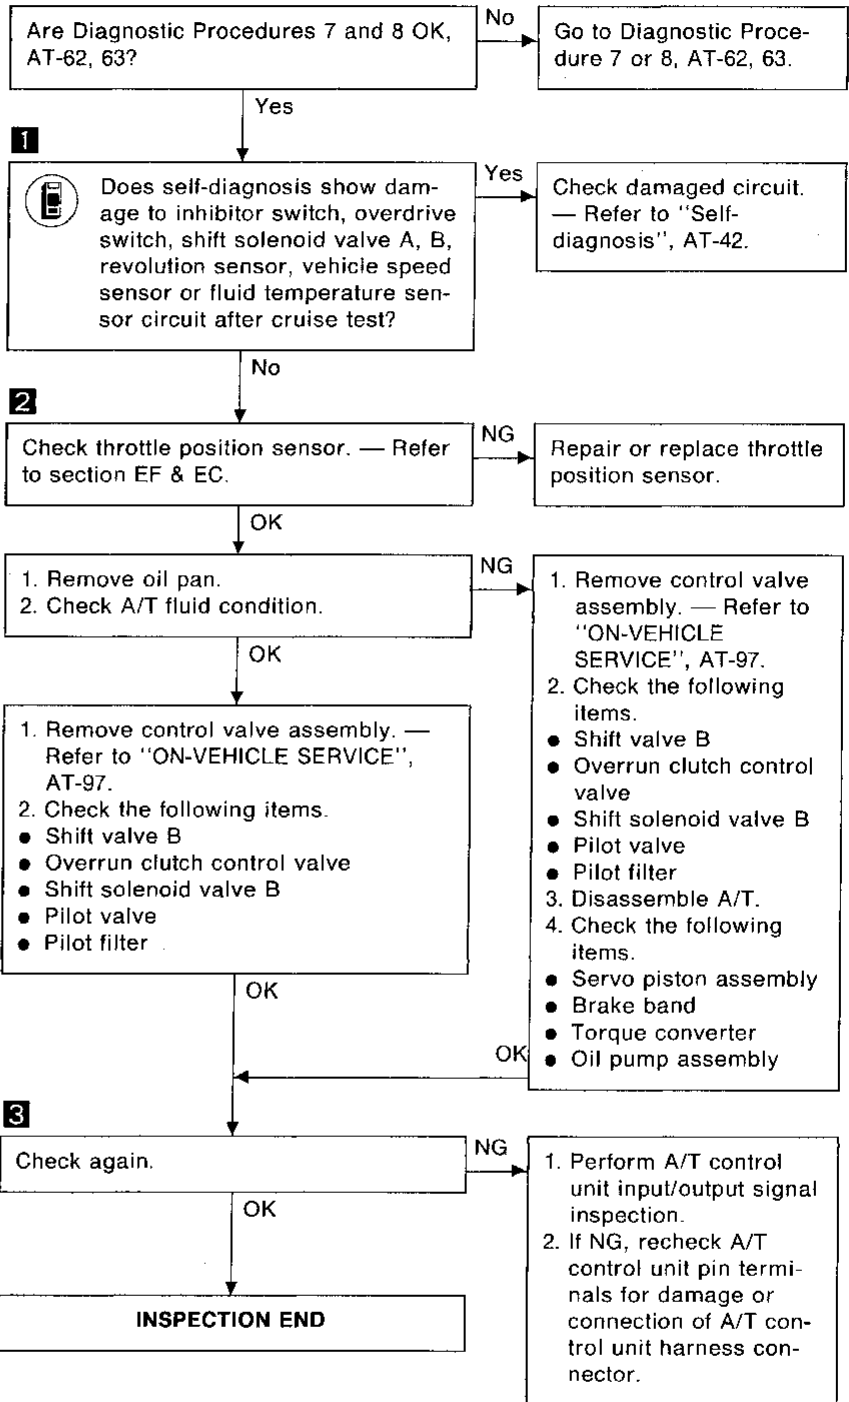 Are Diagnostic Procedures 7 and 8 OK,
AT-62, 63?
No
Go to Diagnostic Proce-
dure 7 or 8, AT-62, 63.
Yes
1
Does self-diagnosis show dam-
age to inhibitor switch, overdrive
switch, shift solenoid valve A, B,
revolution sensor, vehicle speed
sensor or fluid temperature sen-
sor circuit after cruise test?
Yes
Check damaged circuit.
— Refer to "Self-
diagnosis", AT-42.
No
2
Check throttle position sensor. — Refer
to section EF & EC.
NG
Repair or replace throttle
position sensor.
OK
1. Remove oil pan.
2. Check A/T fluid condition.
NG
1. Remove control valve
assembly. — Refer to
"ON-VEHICLE
SERVICE", AT-97.
2. Check the following
items.
● Shift valve B
● Overrun clutch control
valve
● Shift solenoid valve B
● Pilot valve
● Pilot filter
3. Disassemble A/T.
4. Check the following
items.
● Servo piston assembly
● Brake band
● Torque converter
● Oil pump assembly
OK
OK
1. Remove control valve assembly. —
Refer to "ON-VEHICLE SERVICE",
AT-97.
2. Check the following items.
● Shift valve B
● Overrun clutch control valve
● Shift solenoid valve B
● Pilot valve
● Pilot filter
OK
3
Check again.
NG
1. Perform A/T control
unit input/output signal
inspection.
2. If NG, recheck A/T
control unit pin termi-
nals for damage or
connection of A/T con-
trol unit harness con-
nector.
OK
INSPECTION END